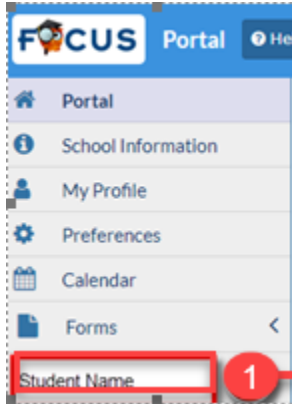 FOCUS Portal He
Portal
School Information
My Profile
Preferences
Calendar
Forms
Student Name 1